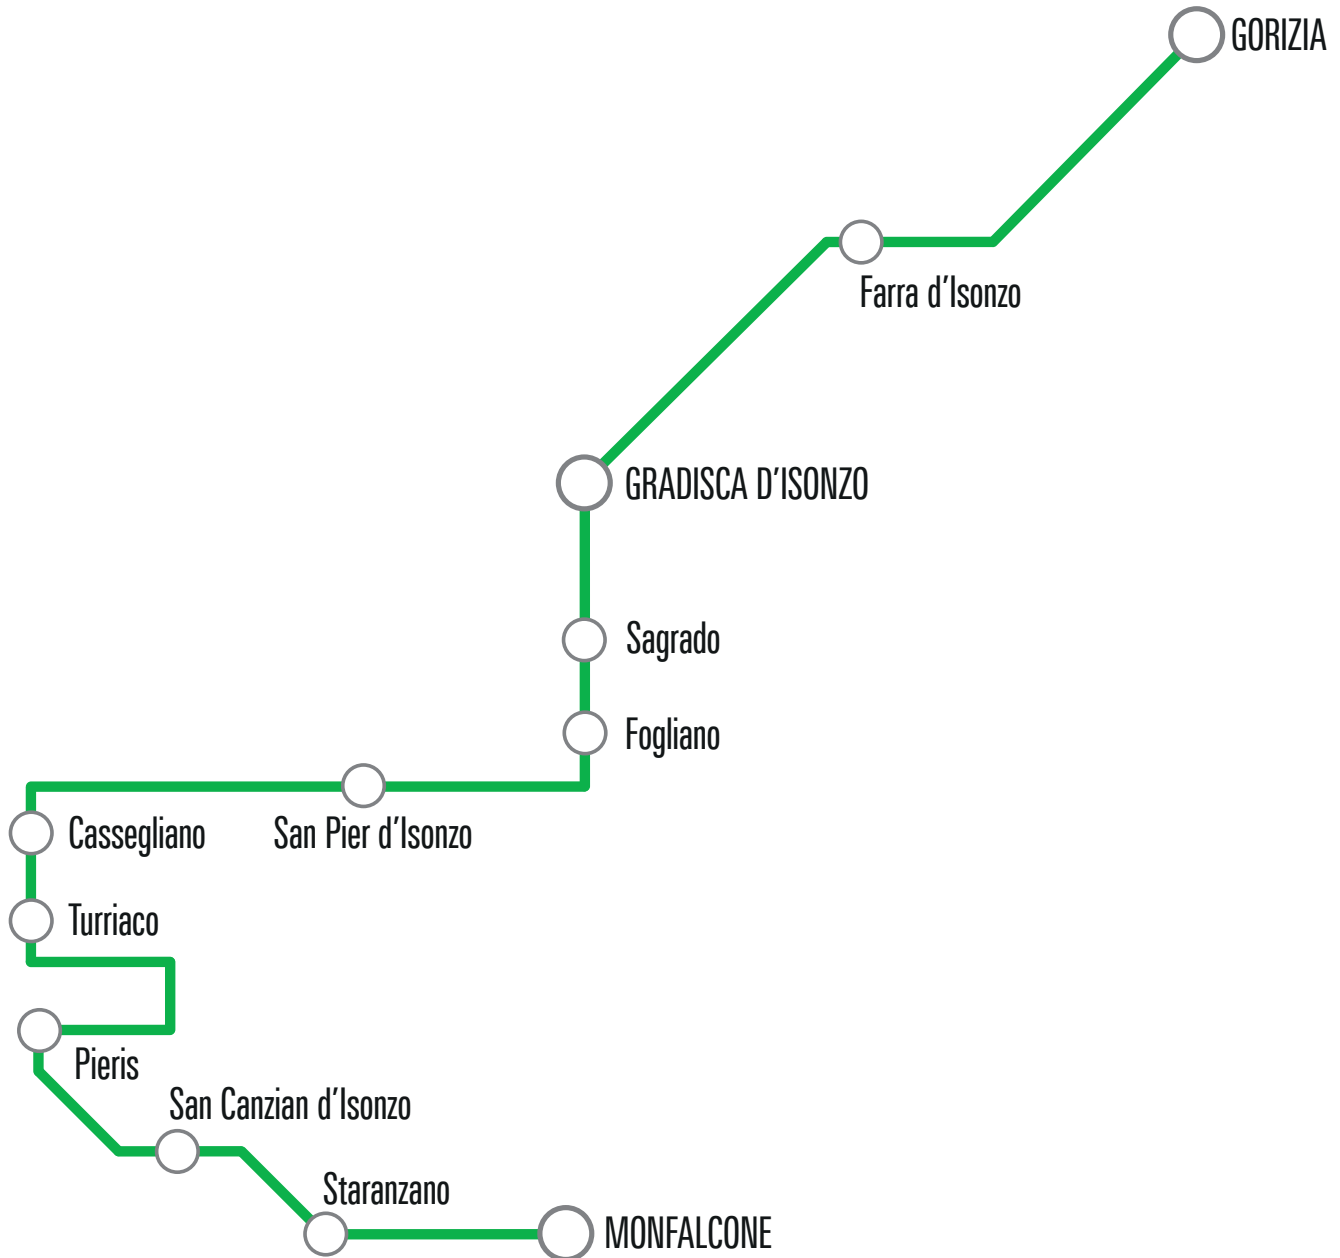 GORIZIA
Farra d'Isonzo
GRADISCA D'ISONZO
Sagrado
Fogliano
Cassegliano
San Pier d'Isonzo
Turriaco
Pieris
San Canzian d'Isonzo
Staranzano
MONFALCONE